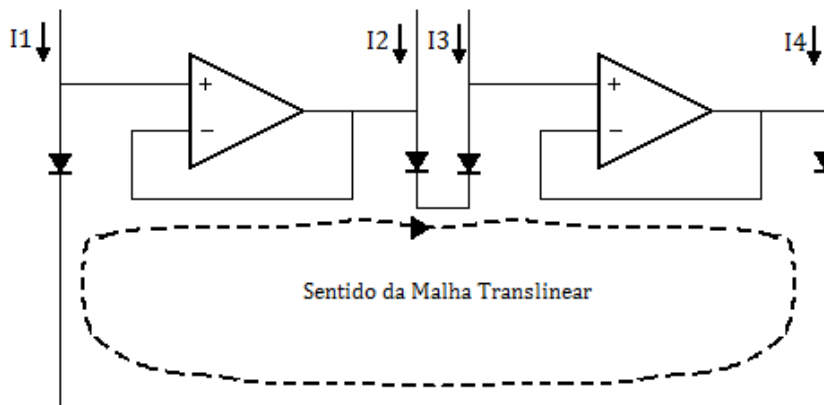 I1
I2
I3
I4
+
−
+
−
Sentido da Malha Translinear